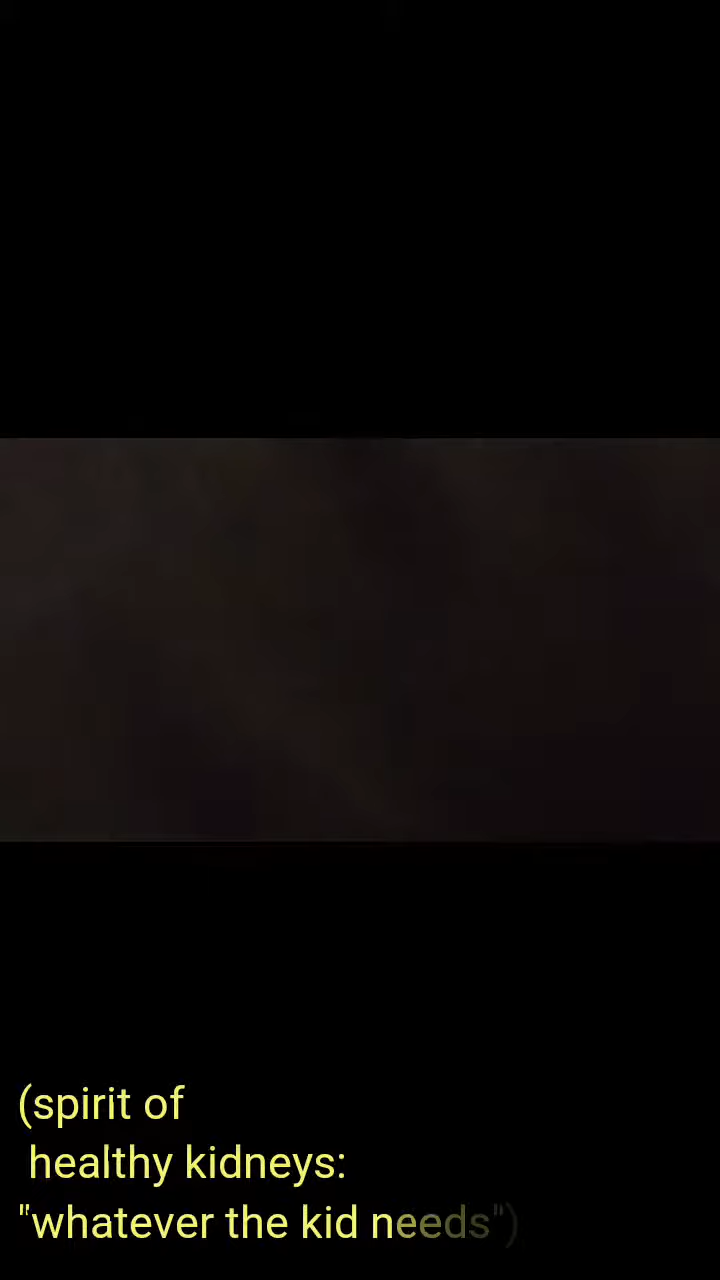 (spirit of
healthy kidneys:
"whatever the kid needs")